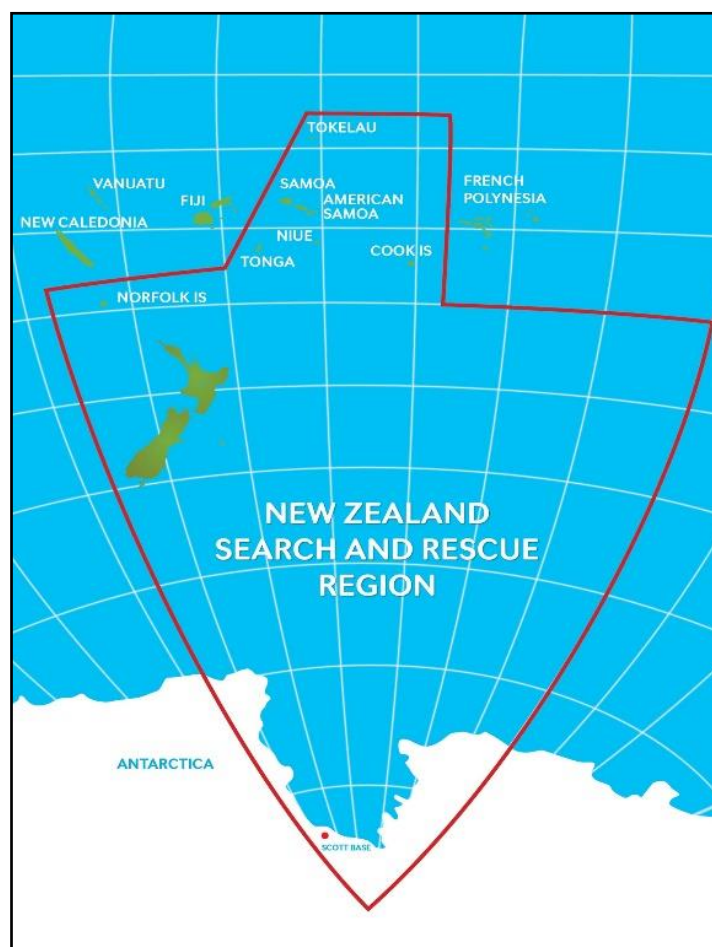 TOKELAU
VANUATU
FIJI
SAMOA
AMERICAN
SAMOA
FRENCH
POLYNESIA
NEW CALEDONIA
NIUE
TONGA
COOK IS
NORFOLK IS
NEW ZEALAND
SEARCH AND RESCUE
REGION
ANTARCTICA
SCOTT BASE